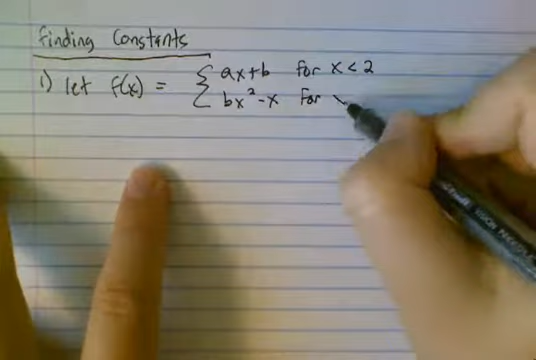 Finding Constants
1) let f(x) = { ax+b for x < 2
bx²-x for